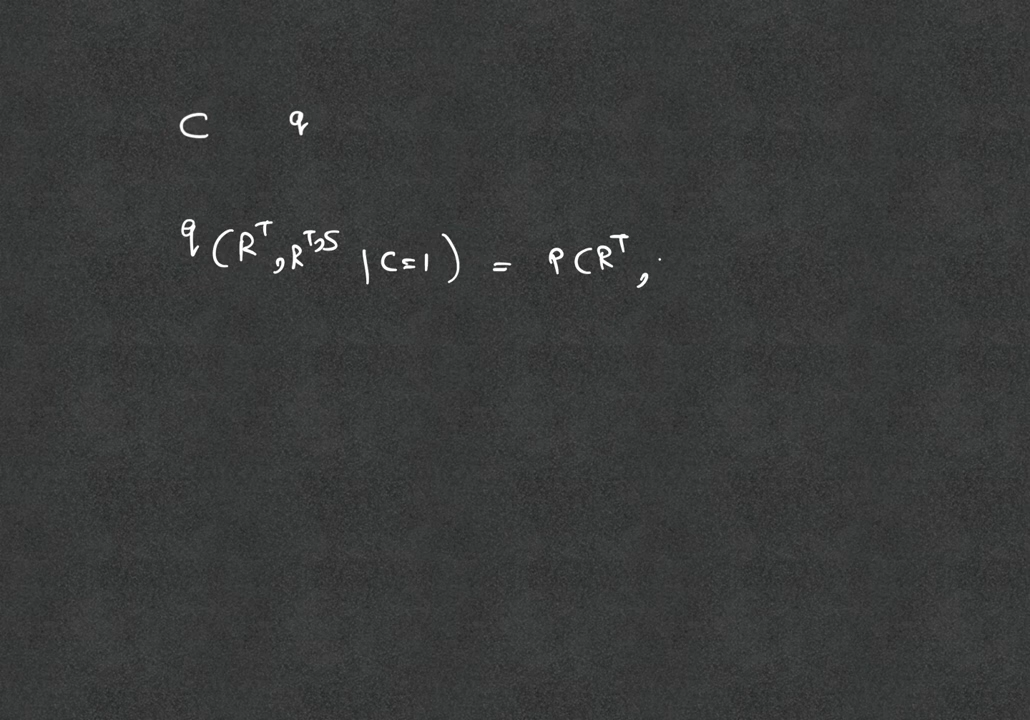 C q
q(R^T, R^{T,S} | C=1) = P(R^T,